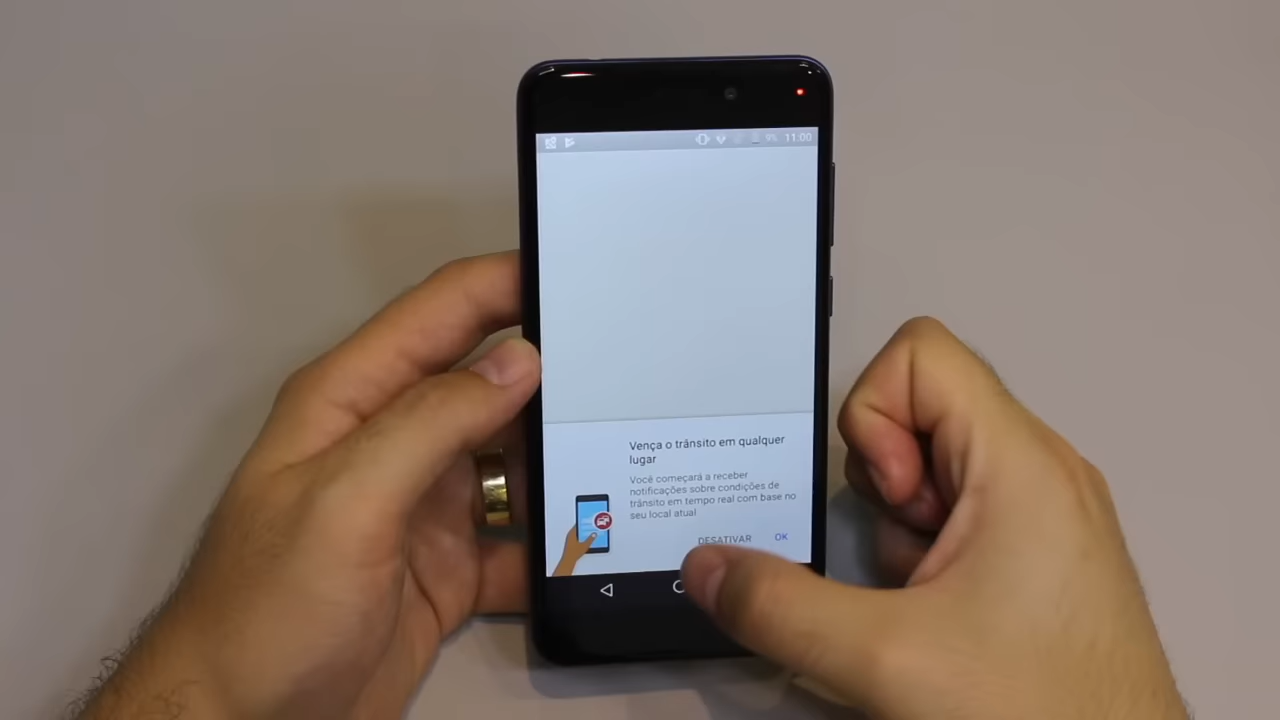 9% 11:00
Vença o trânsito em qualquer
lugar
Você começará a receber
notificações sobre condições de
trânsito em tempo real com base no
seu local atual
DESATIVAR OK